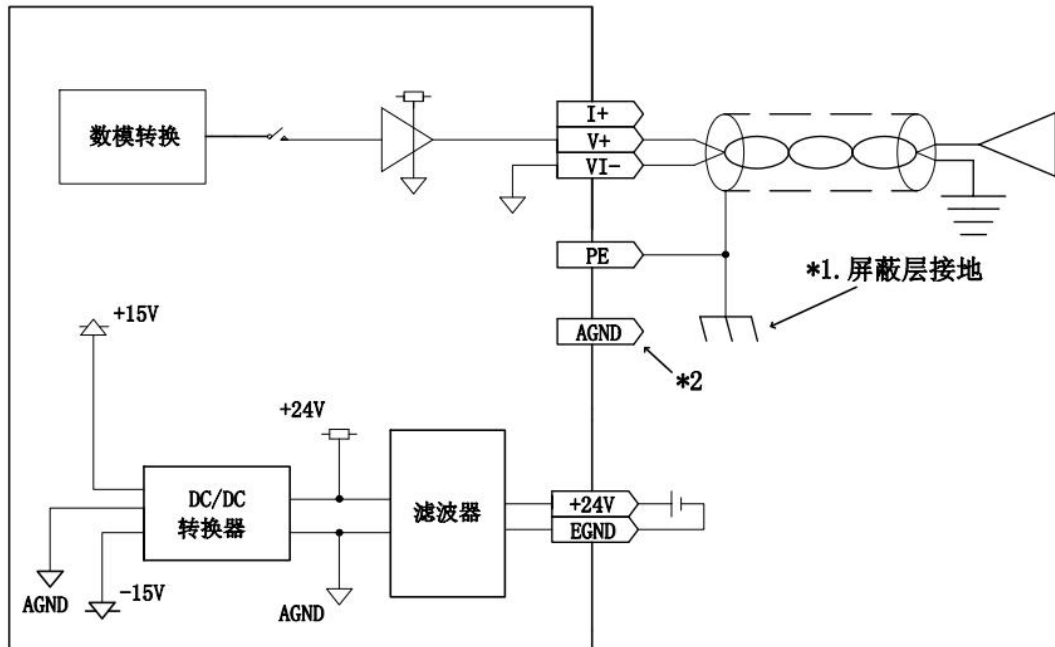 数模转换
I+
V+
VI-
PE
*1.屏蔽层接地
AGND
*2
+15V
+24V
DC/DC
转换器
滤波器
+24V
EGND
AGND
-15V
AGND